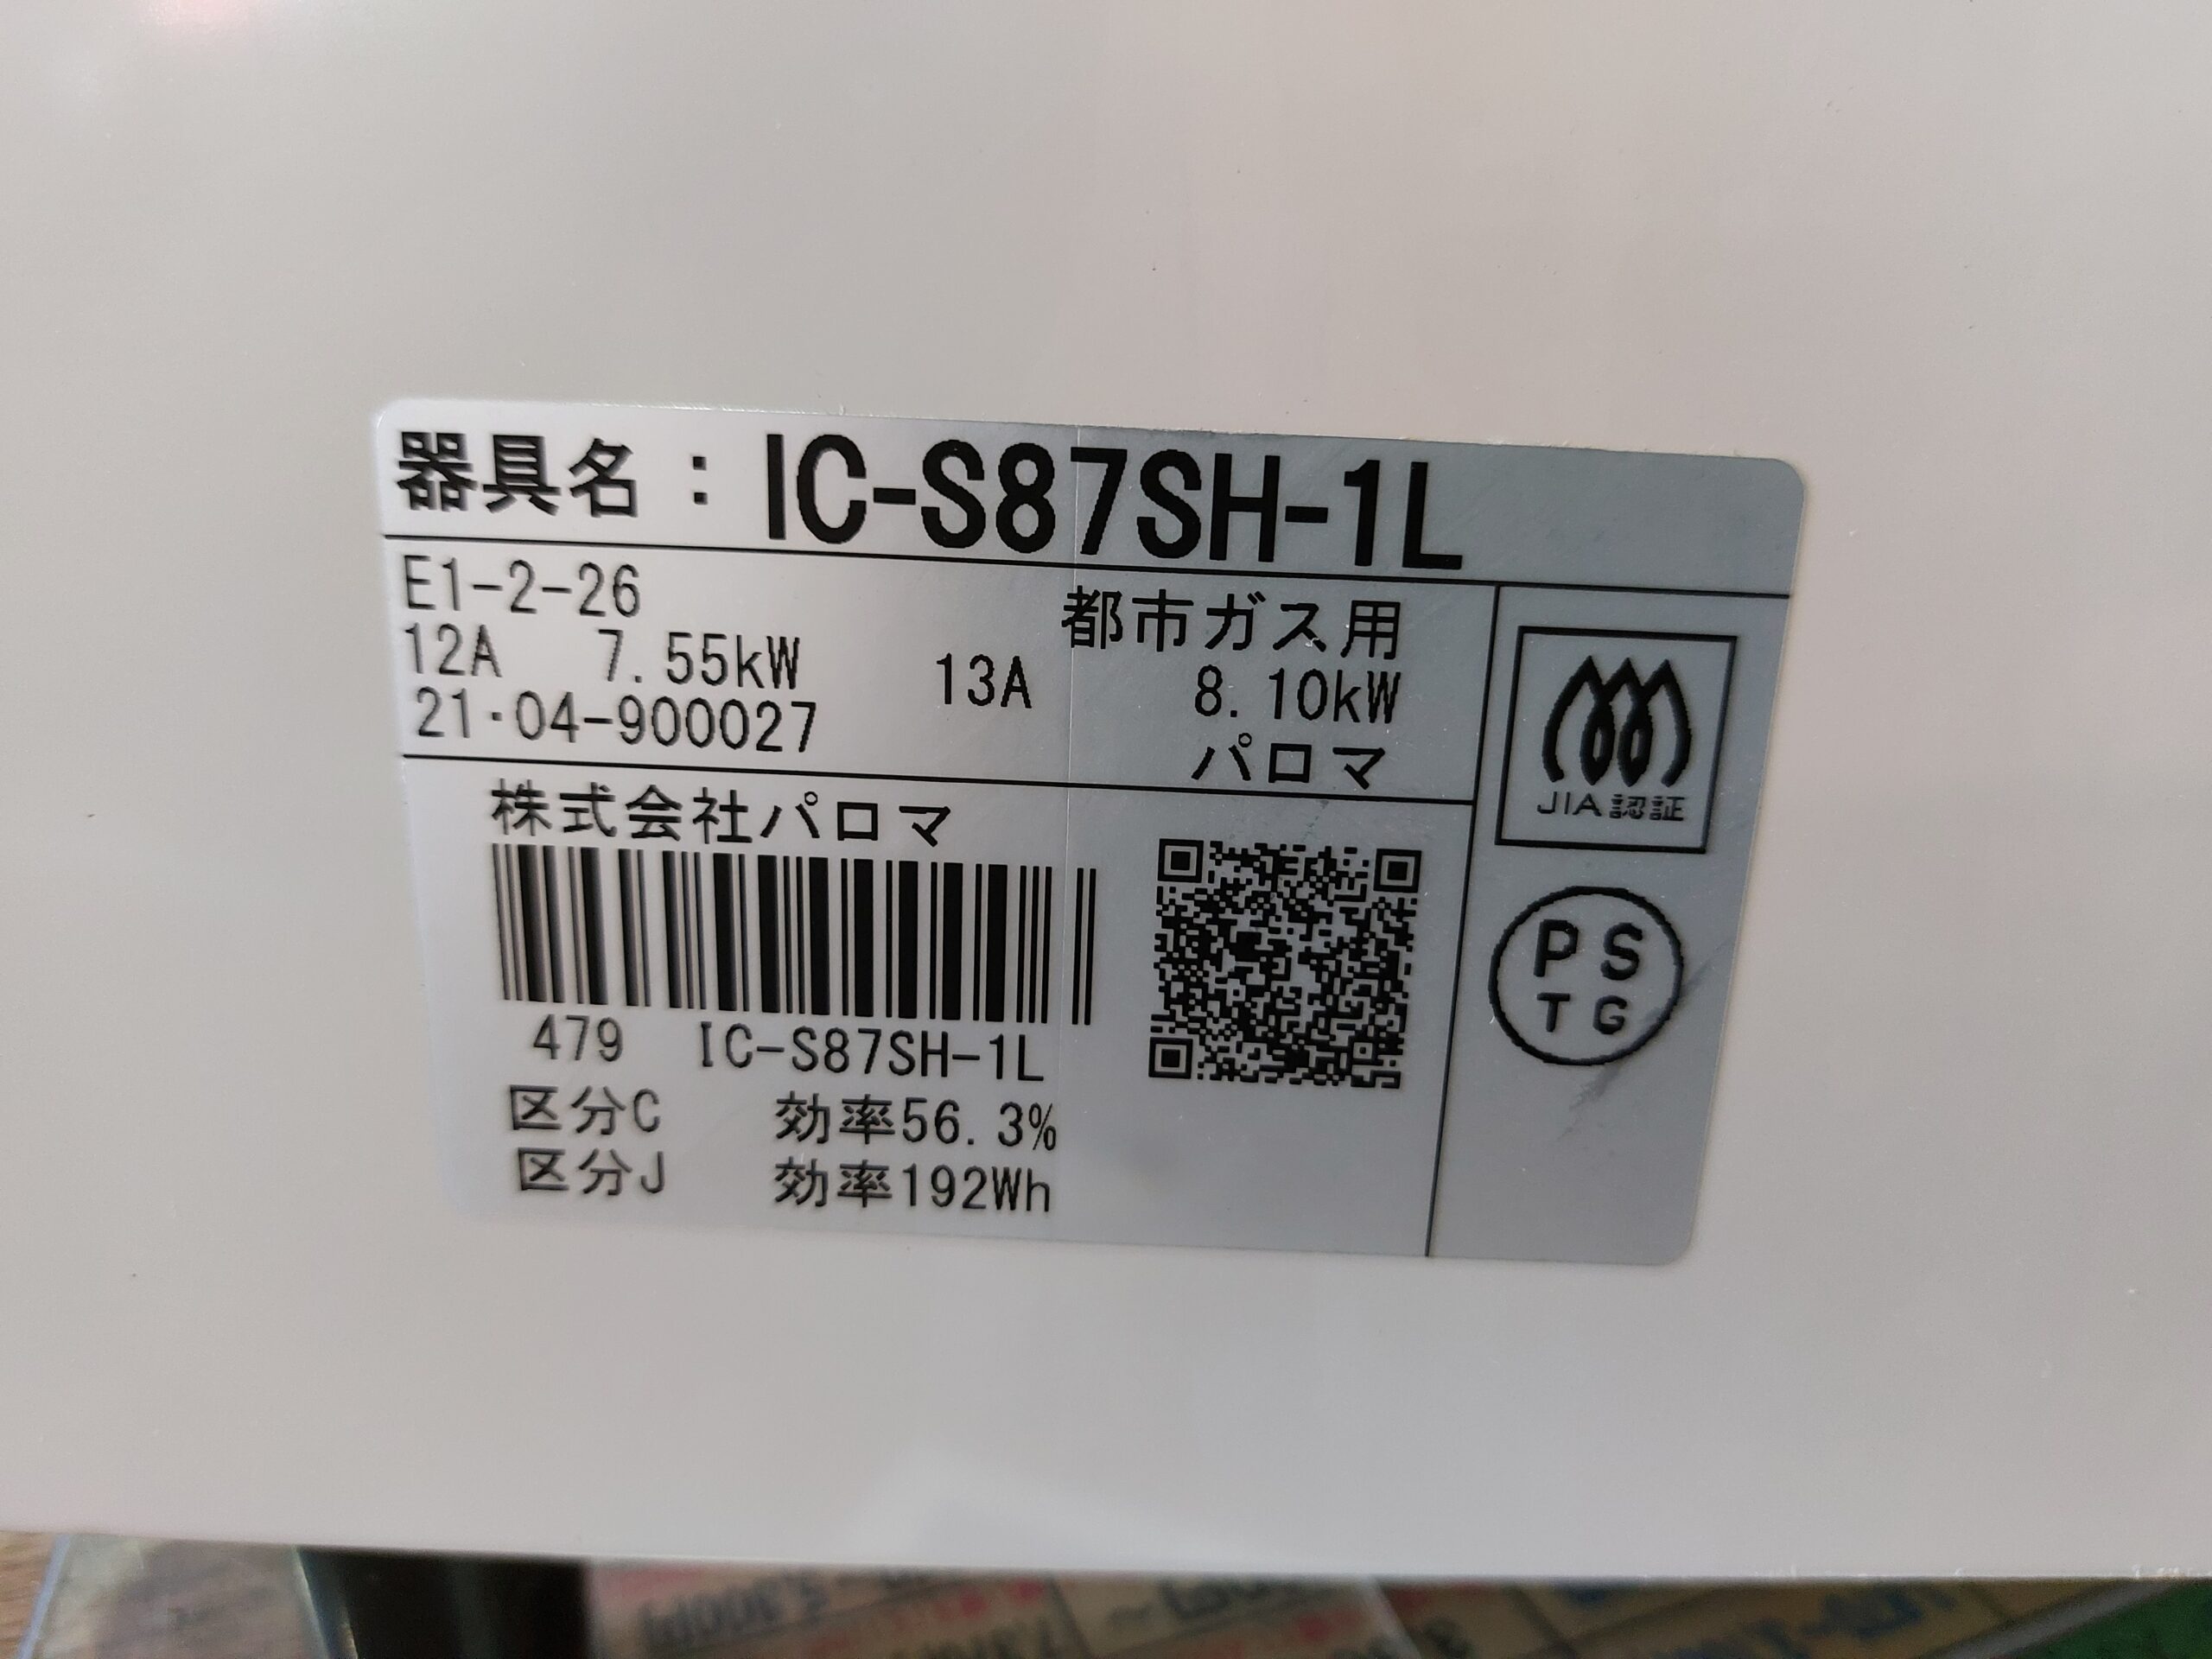 器具名：IC-S87SH-1L
E1-2-26 都市ガス用
12A 7.55kW 13A 8.10kW
21・04-900027 パロマ
株式会社パロマ
479 IC-S87SH-1L
区分C 効率56.3%
区分J 効率192Wh
JIA認証
PS
TG